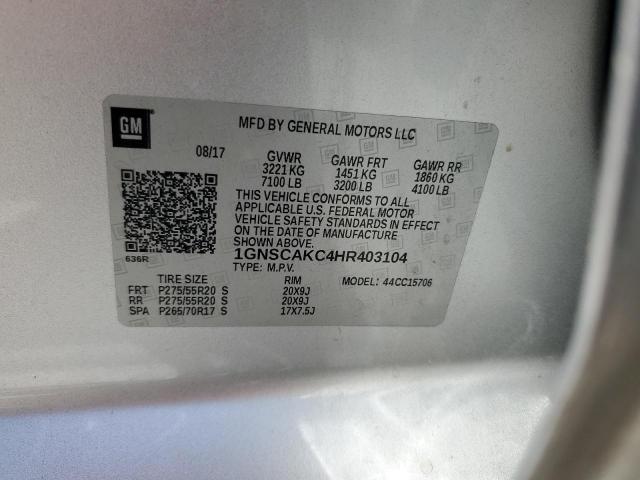 GM
MFD BY GENERAL MOTORS LLC
08/17 GVWR GAWR FRT GAWR RR
3221 KG 1451 KG 1860 KG
7100 LB 3200 LB 4100 LB
THIS VEHICLE CONFORMS TO ALL
APPLICABLE U.S. FEDERAL MOTOR
VEHICLE SAFETY STANDARDS IN EFFECT
ON THE DATE OF MANUFACTURE
SHOWN ABOVE.
636R 1GNSCAKC4HR403104
TYPE: M.P.V. MODEL: 44CC15706
TIRE SIZE RIM
FRT P275/55R20 S 20X9J
RR P275/55R20 S 20X9J
SPA P265/70R17 S 17X7.5J